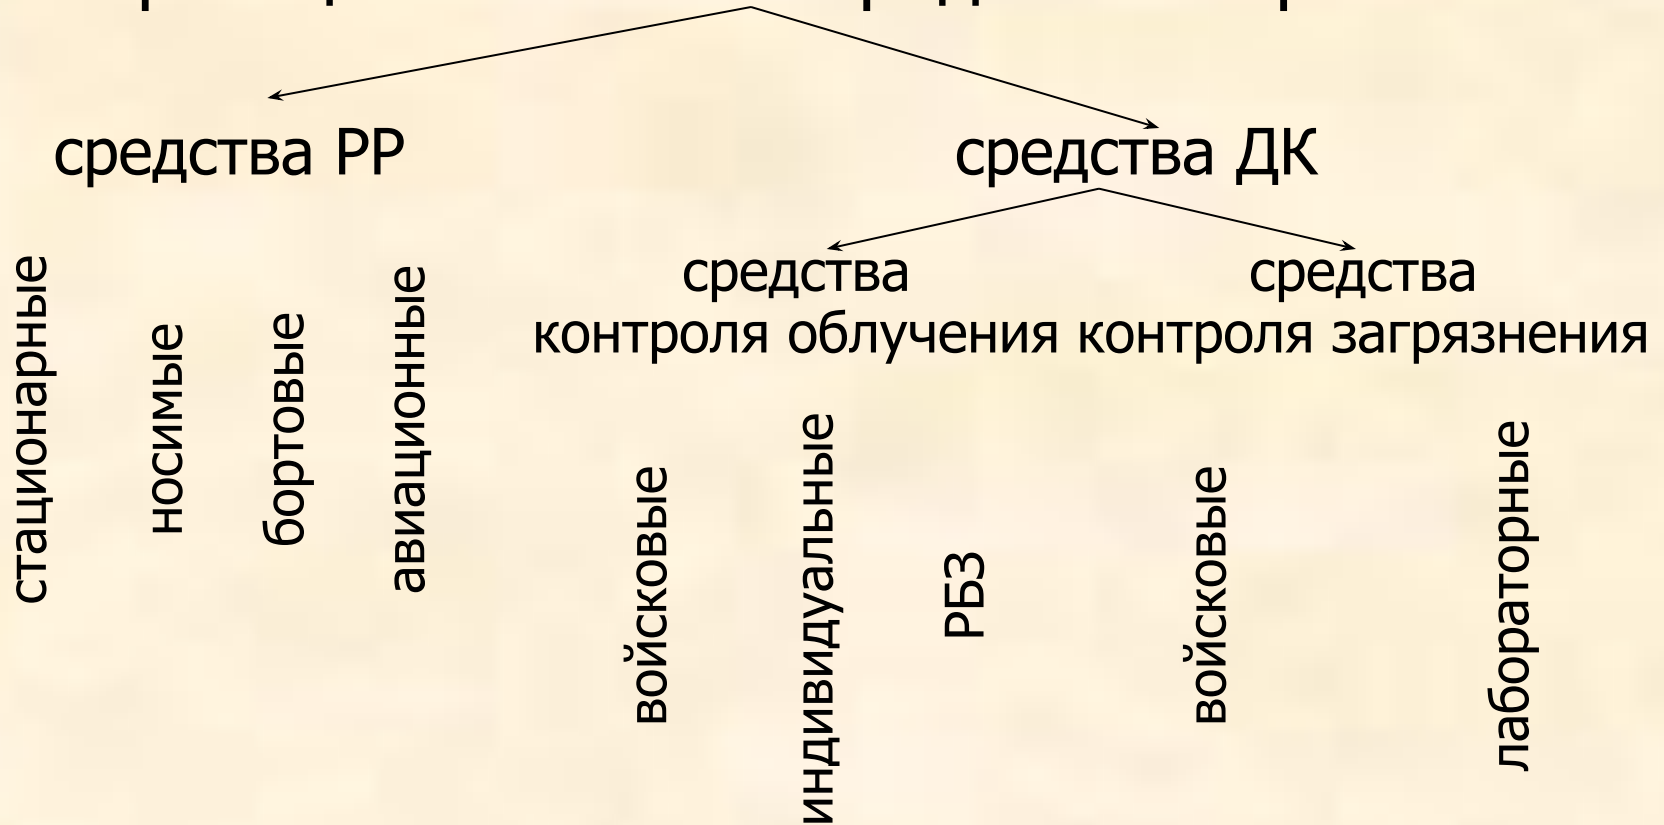 средства РР
средства ДК
средства
контроля облучения
средства
контроля загрязнения
стационарные
носимые
бортовые
авиационные
войсковые
индивидуальные
РБЗ
войсковые
лабораторные